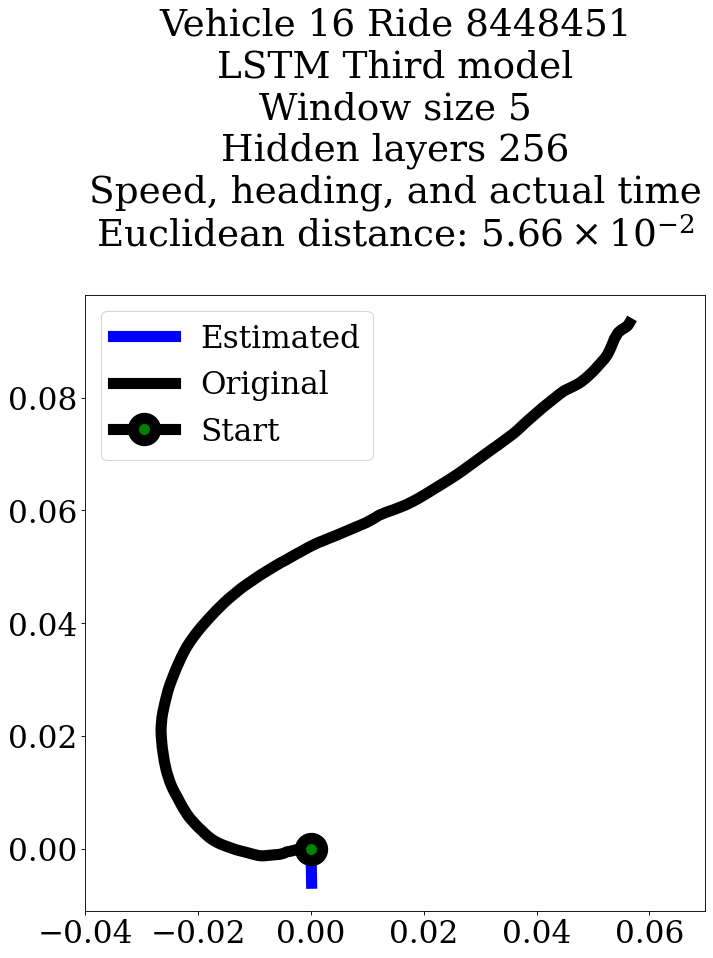 Vehicle 16 Ride 8448451
LSTM Third model
Window size 5
Hidden layers 256
Speed, heading, and actual time
Euclidean distance: 5.66 × 10⁻²
Estimated
Original
Start
0.08
0.06
0.04
0.02
0.00
−0.04 −0.02 0.00 0.02 0.04 0.06